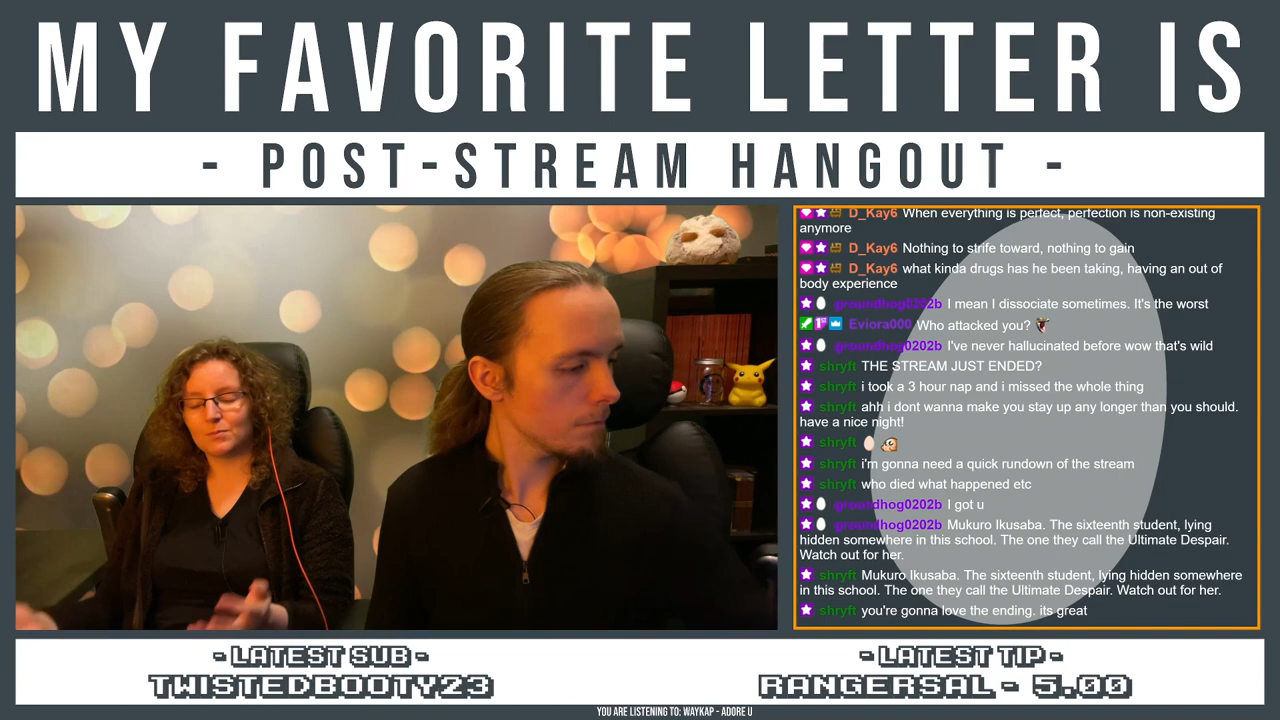 MY FAVORITE LETTER IS
- POST-STREAM HANGOUT -
D_Kay6 When everything is perfect, perfection is non-existing
anymore
D_Kay6 Nothing to strife toward, nothing to gain
D_Kay6 what kinda drugs has he been taking, having an out of
body experience
groundhog0202b I mean I dissociate sometimes. It's the worst
Eviora000 Who attacked you?
groundhog0202b I've never hallucinated before wow that's wild
shryft THE STREAM JUST ENDED?
shryft i took a 3 hour nap and i missed the whole thing
shryft ahh i dont wanna make you stay up any longer than you should.
have a nice night!
shryft
shryft i'm gonna need a quick rundown of the stream
shryft who died what happened etc
groundhog0202b I got u
groundhog0202b Mukuro Ikusaba. The sixteenth student, lying
hidden somewhere in this school. The one they call the Ultimate Despair.
Watch out for her.
shryft Mukuro Ikusaba. The sixteenth student, lying hidden somewhere
in this school. The one they call the Ultimate Despair. Watch out for her.
shryft you're gonna love the ending. its great
- LATEST SUB -
TWISTEDBOOTY23
- LATEST TIP -
RANGERSAL - 5.00
YOU ARE LISTENING TO: WAYKAP - ADORE U